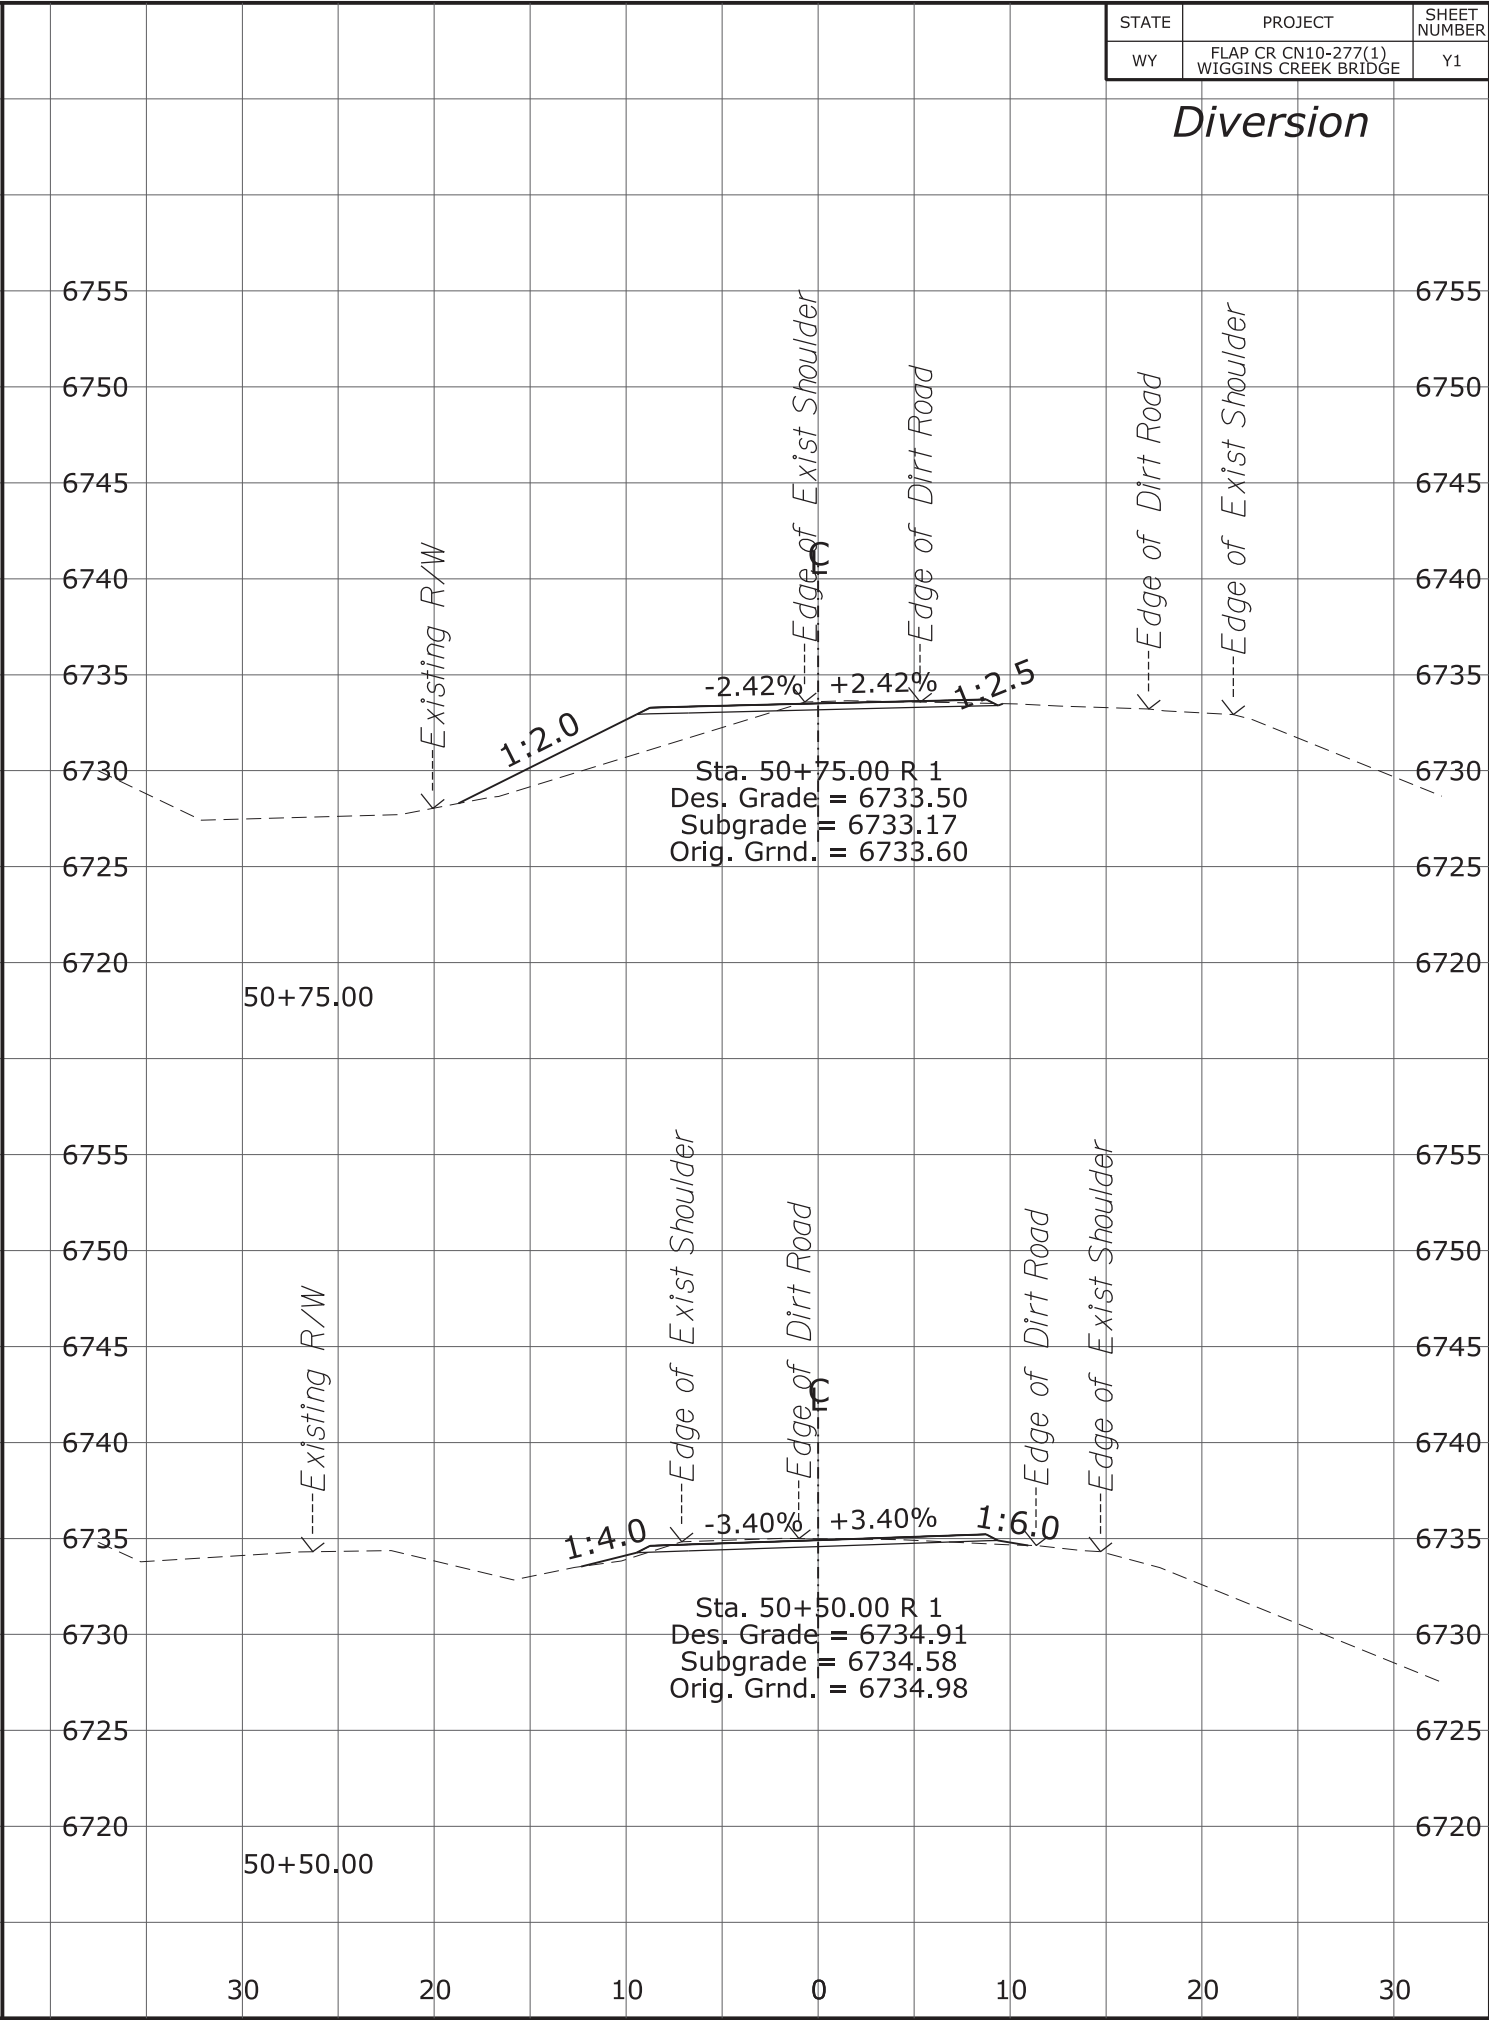 STATE PROJECT SHEET NUMBER
WY FLAP CR CN10-277(1) WIGGINS CREEK BRIDGE Y1
Diversion
6755 6755
6750 6750
6745 6745
6740 6740
6735 6735
6730 6730
6725 6725
6720 6720
Existing R/W
Edge of Exist Shoulder
Edge of Dirt Road
Edge of Dirt Road
Edge of Exist Shoulder
CL
1:2.0
-2.42% +2.42%
1:2.5
Sta. 50+75.00 R 1
Des. Grade = 6733.50
Subgrade = 6733.17
Orig. Grnd. = 6733.60
50+75.00
6755 6755
6750 6750
6745 6745
6740 6740
6735 6735
6730 6730
6725 6725
6720 6720
Existing R/W
Edge of Exist Shoulder
Edge of Dirt Road
Edge of Dirt Road
Edge of Exist Shoulder
CL
1:4.0
-3.40% +3.40%
1:6.0
Sta. 50+50.00 R 1
Des. Grade = 6734.91
Subgrade = 6734.58
Orig. Grnd. = 6734.98
50+50.00
30 20 10 0 10 20 30